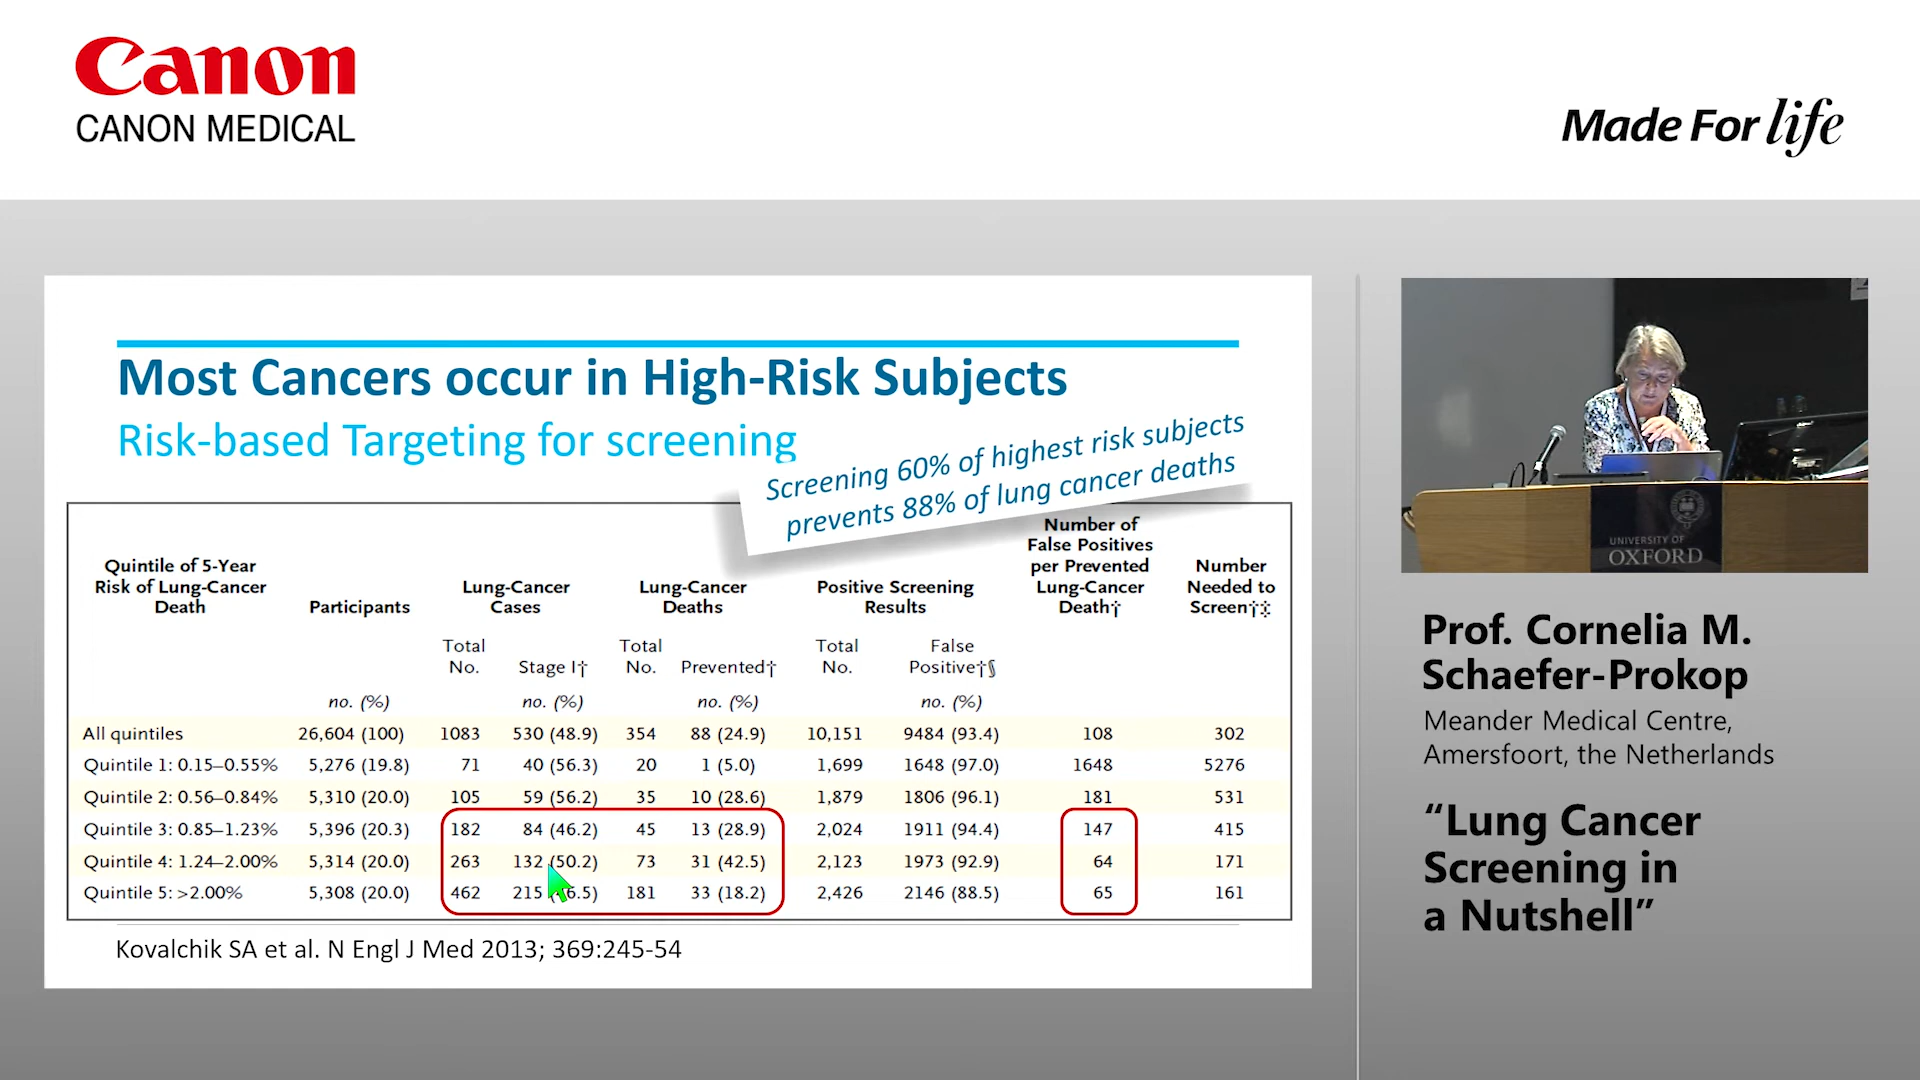 Canon
CANON MEDICAL
Made For life
Most Cancers occur in High-Risk Subjects
Risk-based Targeting for screening
Screening 60% of highest risk subjects
prevents 88% of lung cancer deaths
Quintile of 5-Year
Risk of Lung-Cancer
Death
Participants
Lung-Cancer
Cases
Lung-Cancer
Deaths
Positive Screening
Results
Number of
False Positives
per Prevented
Lung-Cancer
Death†
Number
Needed to
Screen†‡
Total
No.
Stage I†
Total
No.
Prevented†
Total
No.
False
Positive†§
no. (%)
no. (%)
no. (%)
no. (%)
All quintiles 26,604 (100) 1083 530 (48.9) 354 88 (24.9) 10,151 9484 (93.4) 108 302
Quintile 1: 0.15–0.55% 5,276 (19.8) 71 40 (56.3) 20 1 (5.0) 1,699 1648 (97.0) 1648 5276
Quintile 2: 0.56–0.84% 5,310 (20.0) 105 59 (56.2) 35 10 (28.6) 1,879 1806 (96.1) 181 531
Quintile 3: 0.85–1.23% 5,396 (20.3) 182 84 (46.2) 45 13 (28.9) 2,024 1911 (94.4) 147 415
Quintile 4: 1.24–2.00% 5,314 (20.0) 263 132 (50.2) 73 31 (42.5) 2,123 1973 (92.9) 64 171
Quintile 5: >2.00% 5,308 (20.0) 462 215 181 33 (18.2) 2,426 2146 (88.5) 65 161
Kovalchik SA et al. N Engl J Med 2013; 369:245-54
UNIVERSITY OF
OXFORD
Prof. Cornelia M.
Schaefer-Prokop
Meander Medical Centre,
Amersfoort, the Netherlands
“Lung Cancer
Screening in
a Nutshell”